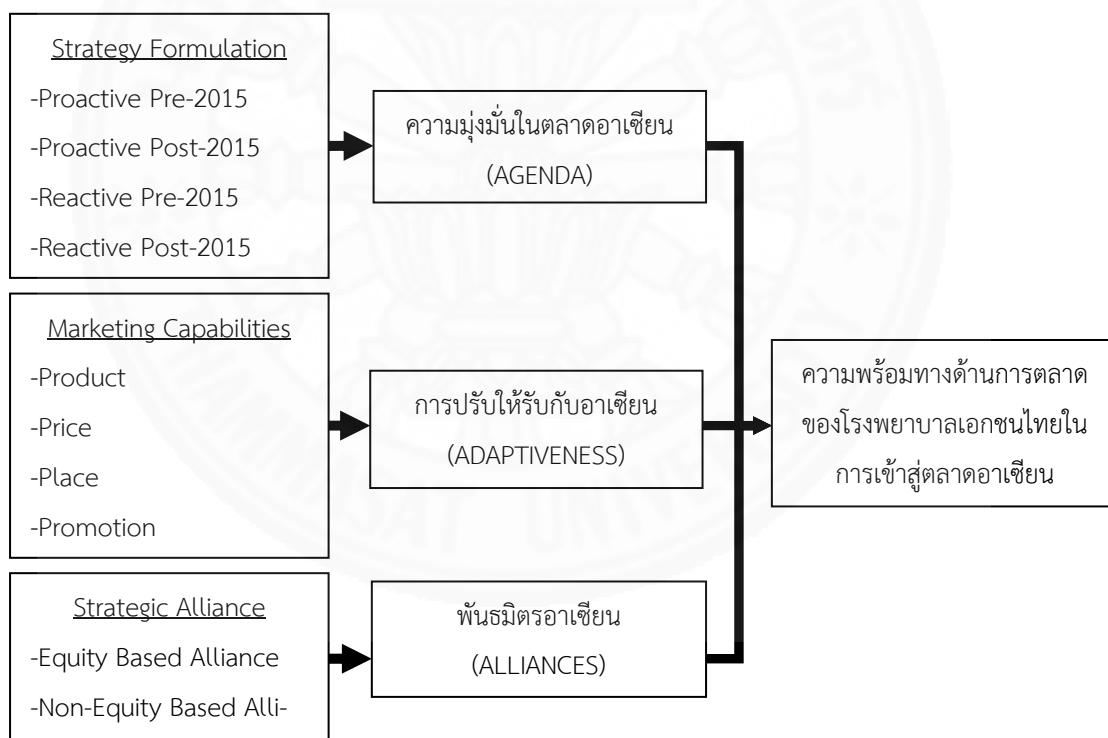 Strategy Formulation
-Proactive Pre-2015
-Proactive Post-2015
-Reactive Pre-2015
-Reactive Post-2015
ความมุ่งมั่นในตลาดอาเซียน
(AGENDA)
Marketing Capabilities
-Product
-Price
-Place
-Promotion
การปรับให้รับกับอาเซียน
(ADAPTIVENESS)
ความพร้อมทางด้านการตลาด
ของโรงพยาบาลเอกชนไทยใน
การเข้าสู่ตลาดอาเซียน
Strategic Alliance
-Equity Based Alliance
-Non-Equity Based Alli-
พันธมิตรอาเซียน
(ALLIANCES)